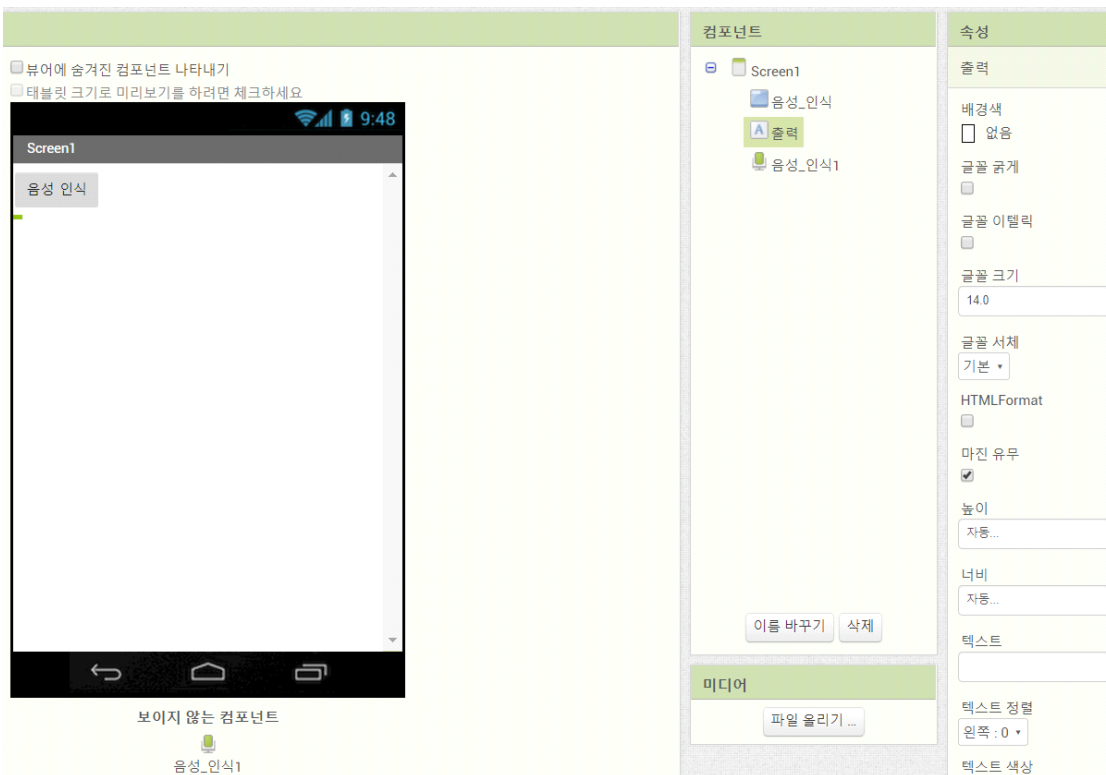 뷰어에 숨겨진 컴포넌트 나타내기
태블릿 크기로 미리보기를 하려면 체크하세요
9:48
Screen1
음성 인식
보이지 않는 컴포넌트
음성_인식1
컴포넌트
Screen1
음성_인식
A 출력
음성_인식1
이름 바꾸기 삭제
미디어
파일 올리기 ...
속성
출력
배경색
없음
글꼴 굵게
글꼴 이텔릭
글꼴 크기
14.0
글꼴 서체
기본
HTMLFormat
마진 유무
높이
자동...
너비
자동...
텍스트
텍스트 정렬
왼쪽 : 0
텍스트 색상